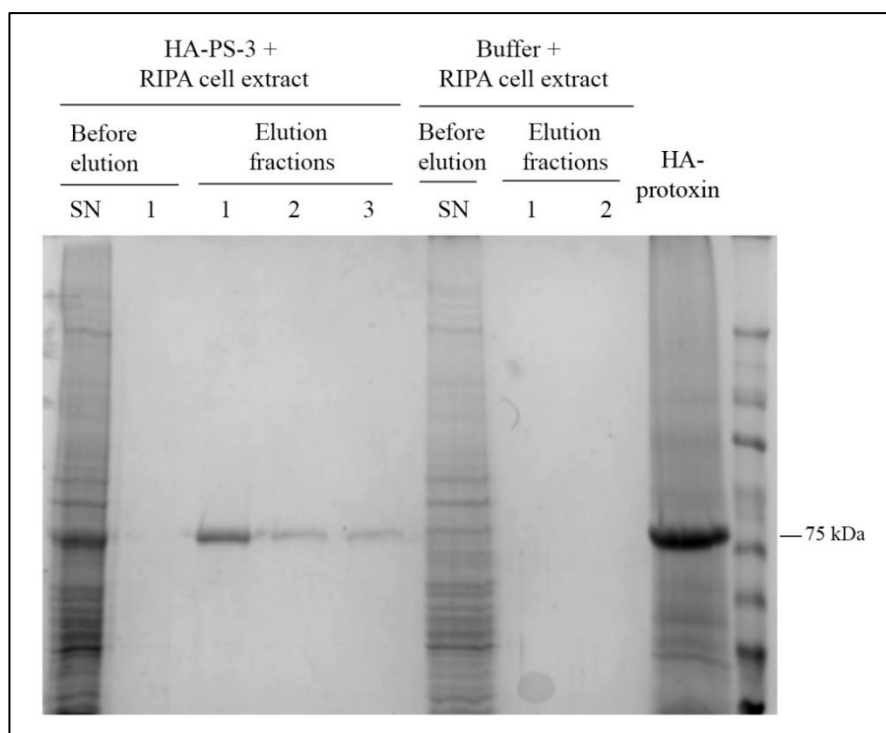 HA-PS-3 +
RIPA cell extract
Buffer +
RIPA cell extract
Before
elution
Elution
fractions
Before
elution
Elution
fractions
HA-
protoxin
SN 1 1 2 3 SN 1 2
75 kDa